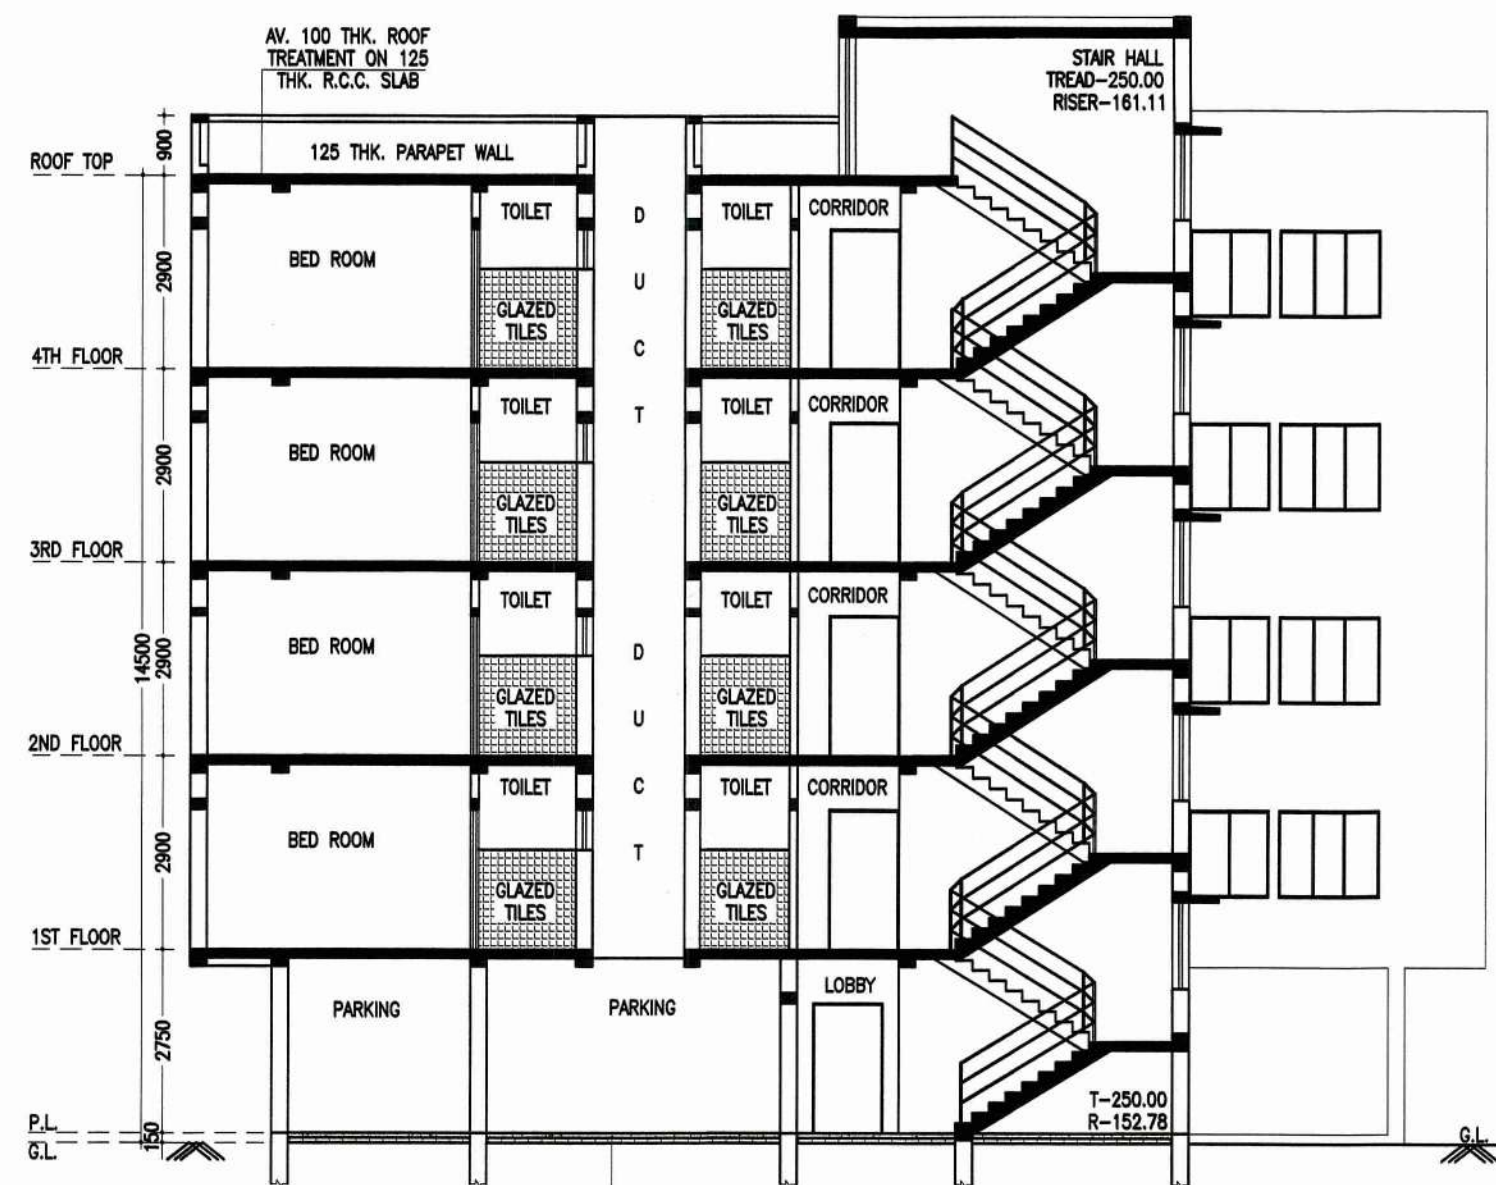 AV. 100 THK. ROOF
TREATMENT ON 125
THK. R.C.C. SLAB
STAIR HALL
TREAD-250.00
RISER-161.11
900
125 THK. PARAPET WALL
ROOF TOP
TOILET
D
TOILET
CORRIDOR
BED ROOM
2900
U
GLAZED
TILES
GLAZED
TILES
C
4TH FLOOR
TOILET
T
TOILET
CORRIDOR
BED ROOM
2900
GLAZED
TILES
GLAZED
TILES
3RD FLOOR
TOILET
TOILET
CORRIDOR
BED ROOM
14500
2900
D
GLAZED
TILES
U
GLAZED
TILES
2ND FLOOR
TOILET
C
TOILET
CORRIDOR
BED ROOM
2900
T
GLAZED
TILES
GLAZED
TILES
1ST FLOOR
LOBBY
PARKING
PARKING
2750
T-250.00
R-152.78
P.L.
150
G.L.
G.L.